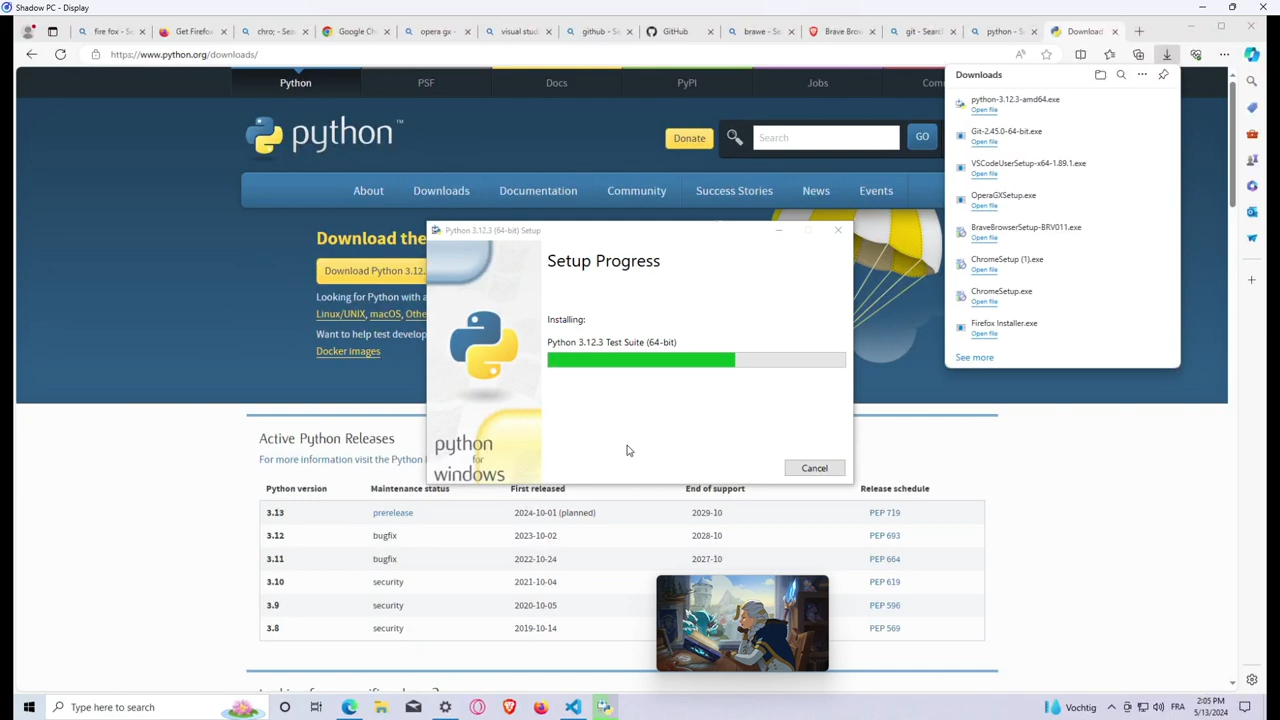 Shadow PC - Display
fire fox - S
Get Firefox
chro; - Sear
Google Chr
opera gx -
visual stud
github - Se
GitHub
brawe - Se
Brave Brow
git - Search
python - S
Download
https://www.python.org/downloads/
Python
PSF
Docs
PyPI
Jobs
Com
python™
Donate
Search
GO
About
Downloads
Documentation
Community
Success Stories
News
Events
Download the
Download Python 3.12.
Looking for Python with a
Linux/UNIX, macOS, Othe
Want to help test develop
Docker images
Downloads
python-3.12.3-amd64.exe
Open file
Git-2.45.0-64-bit.exe
Open file
VSCodeUserSetup-x64-1.89.1.exe
Open file
OperaGXSetup.exe
Open file
BraveBrowserSetup-BRV011.exe
Open file
ChromeSetup (1).exe
Open file
ChromeSetup.exe
Open file
Firefox Installer.exe
Open file
See more
Python 3.12.3 (64-bit) Setup
Setup Progress
Installing:
Python 3.12.3 Test Suite (64-bit)
python
for
windows
Cancel
Active Python Releases
For more information visit the Python
Python version Maintenance status First released End of support Release schedule
3.13 prerelease 2024-10-01 (planned) 2029-10 PEP 719
3.12 bugfix 2023-10-02 2028-10 PEP 693
3.11 bugfix 2022-10-24 2027-10 PEP 664
3.10 security 2021-10-04 PEP 619
3.9 security 2020-10-05 PEP 596
3.8 security 2019-10-14 PEP 569
Type here to search
Vochtig
FRA
2:05 PM
5/13/2024